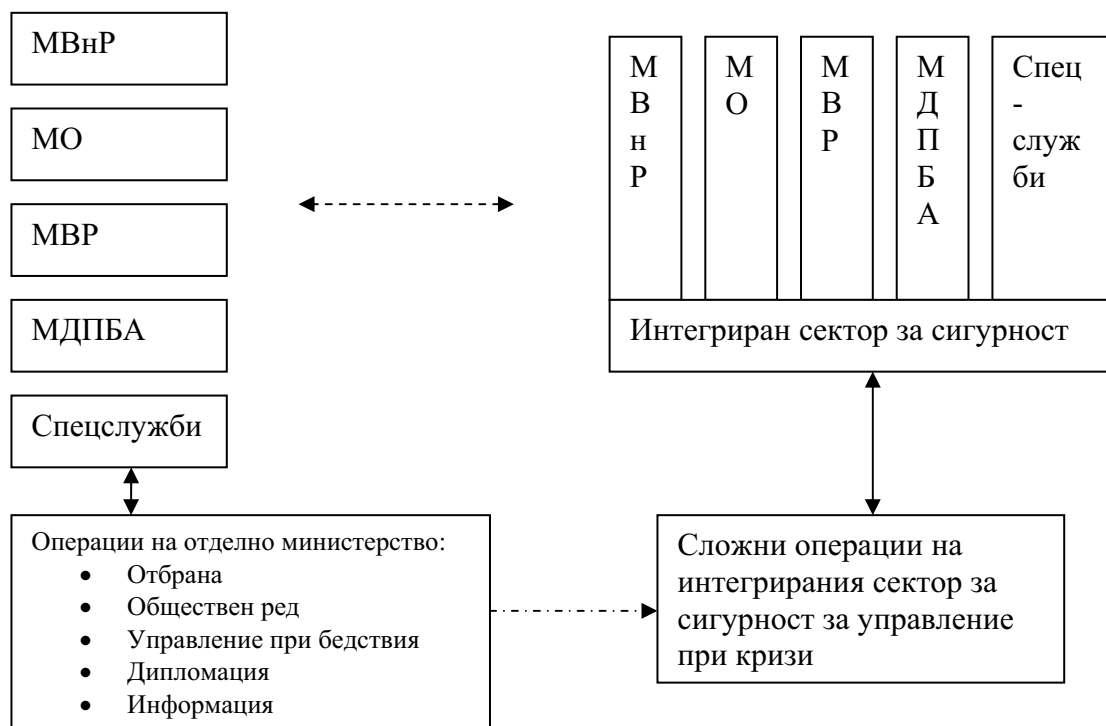 МВнР
МО
МВР
МДПБА
Спецслужби
Операции на отделно министерство:
• Отбрана
• Обществен ред
• Управление при бедствия
• Дипломация
• Информация
М
В
н
Р
М
О
М
В
Р
М
Д
П
Б
А
Спец
-
служ
би
Интегриран сектор за сигурност
Сложни операции на
интегрирания сектор за
сигурност за управление
при кризи